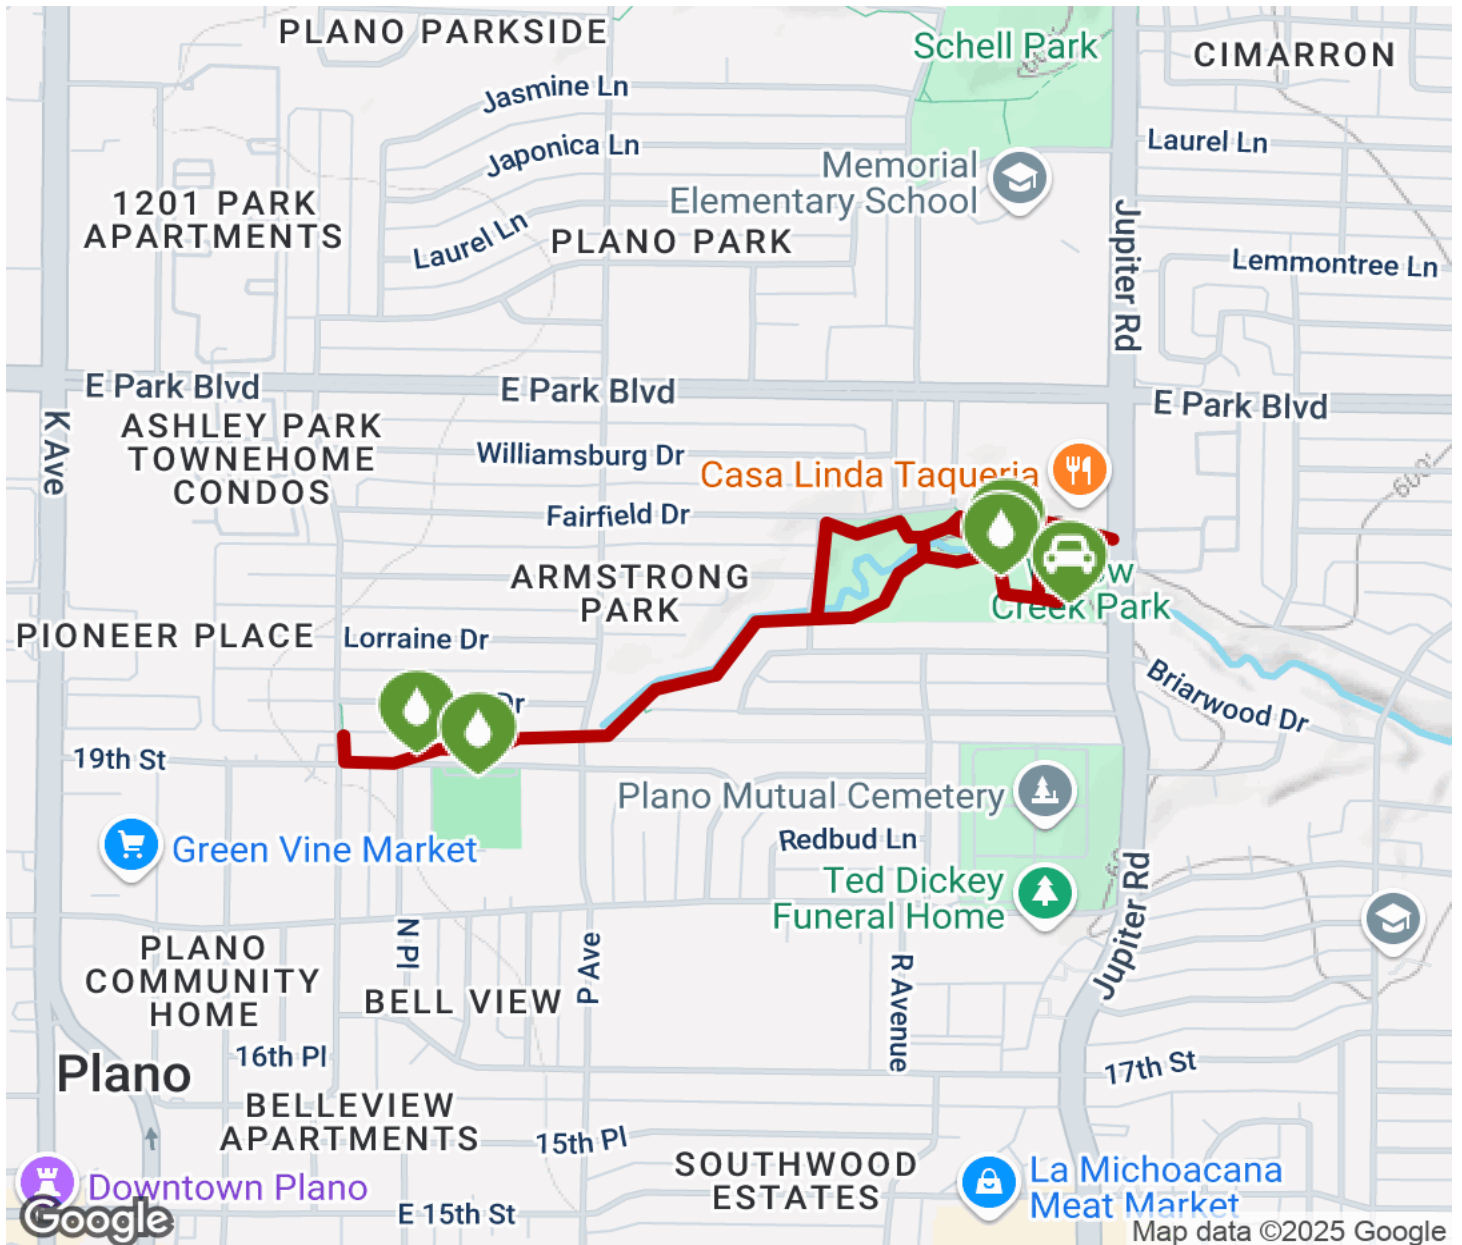 PLANO PARKSIDE
Schell Park
CIMARRON
Jasmine Ln
Laurel Ln
Japonica Ln
Memorial
Elementary School
1201 PARK
APARTMENTS
Laurel Ln
PLANO PARK
Jupiter Rd
Lemmontree Ln
E Park Blvd
E Park Blvd
E Park Blvd
K Ave
ASHLEY PARK
TOWNEHOME
CONDOS
Williamsburg Dr
Casa Linda Taqueria
600'
Fairfield Dr
ARMSTRONG
PARK
Creek Park
PIONEER PLACE
Lorraine Dr
Briarwood Dr
Dr
19th St
Plano Mutual Cemetery
Redbud Ln
Green Vine Market
Ted Dickey
Funeral Home
Jupiter Rd
N Pl
P Ave
R Avenue
PLANO
COMMUNITY
HOME
BELL VIEW
16th Pl
17th St
Plano
BELLEVIEW
APARTMENTS
15th Pl
SOUTHWOOD
ESTATES
La Michoacana
Meat Market
Downtown Plano
E 15th St
Google
Map data ©2025 Google